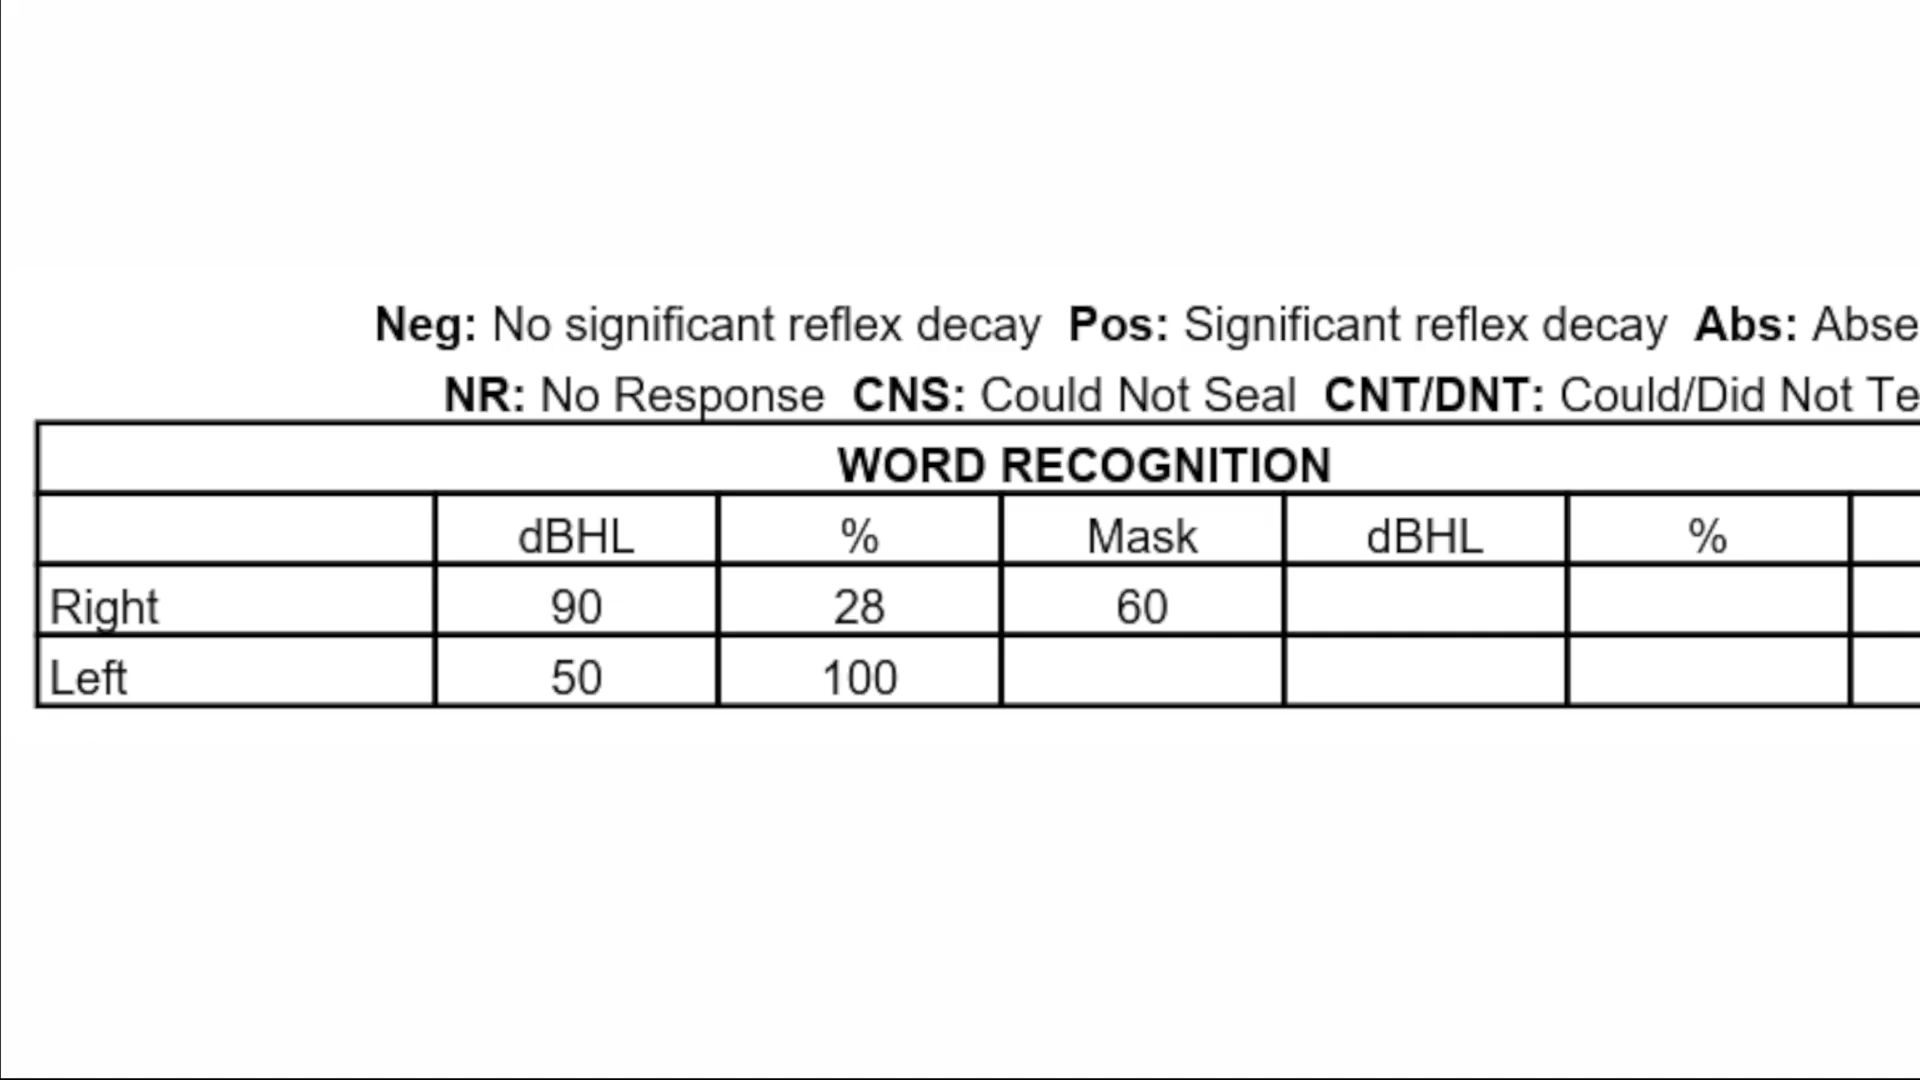 Neg: No significant reflex decay Pos: Significant reflex decay Abs:
NR: No Response CNS: Could Not Seal CNT/DNT: Could/Did Not
WORD RECOGNITION
dBHL % Mask dBHL %
Right 90 28 60
Left 50 100